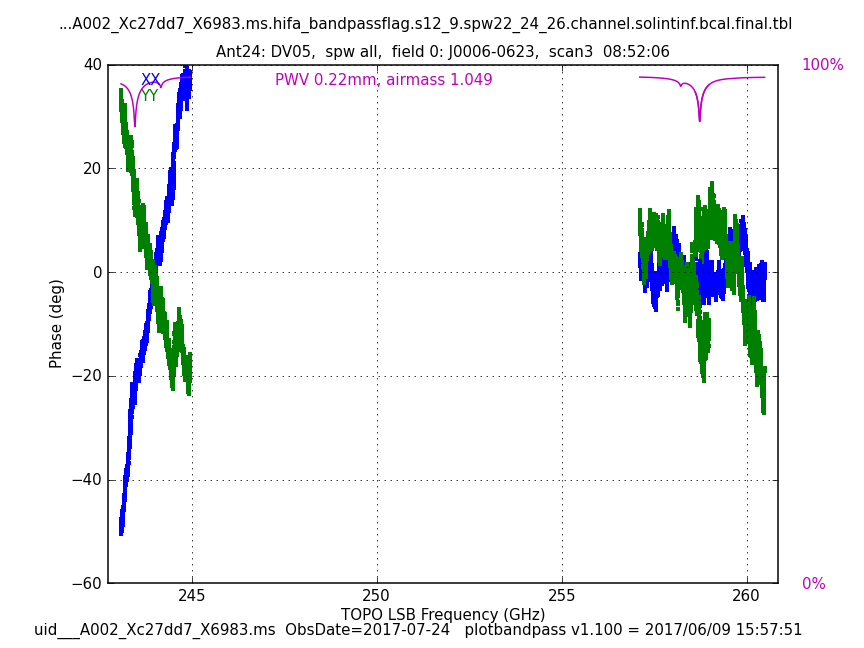 ...A002_Xc27dd7_X6983.ms.hifa_bandpassflag.s12_9.spw22_24_26.channel.solintinf.bcal.final.tbl
Ant24: DV05,  spw all,  field 0: J0006-0623,  scan3  08:52:06
40
20
0
−20
−40
−60
Phase (deg)
XX
YY
PWV 0.22mm, airmass 1.049
100%
0%
245
250
255
260
TOPO LSB Frequency (GHz)
uid___A002_Xc27dd7_X6983.ms  ObsDate=2017-07-24   plotbandpass v1.100 = 2017/06/09 15:57:51